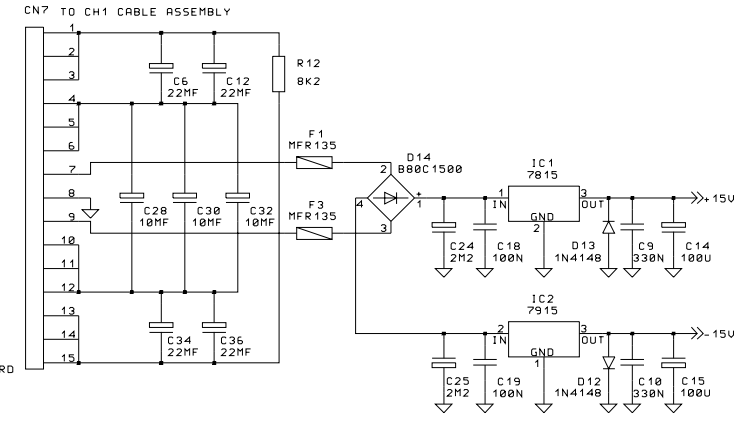 CN7 TO CH1 CABLE ASSEMBLY
1
2
3
4
5
6
7
8
9
10
11
12
13
14
15
RD
C6
22MF
C12
22MF
R12
8K2
C28
10MF
C30
10MF
C32
10MF
C34
22MF
C36
22MF
F1
MFR135
F3
MFR135
D14
B80C1500
2
4
+
1
3
IC1
7815
1
IN
3
OUT
GND
2
+15V
C24
2M2
C18
100N
D13
1N4148
C9
330N
C14
100U
IC2
7915
2
IN
3
OUT
GND
1
-15V
C25
2M2
C19
100N
D12
1N4148
C10
330N
C15
100U